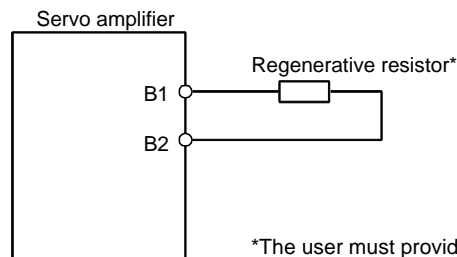 Servo amplifier
Regenerative resistor*
B1
B2
*The user must provid